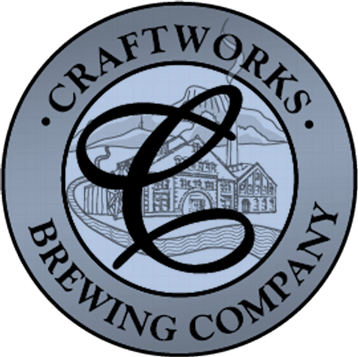 · CRAFTWORKS ·
C
BREWING COMPANY